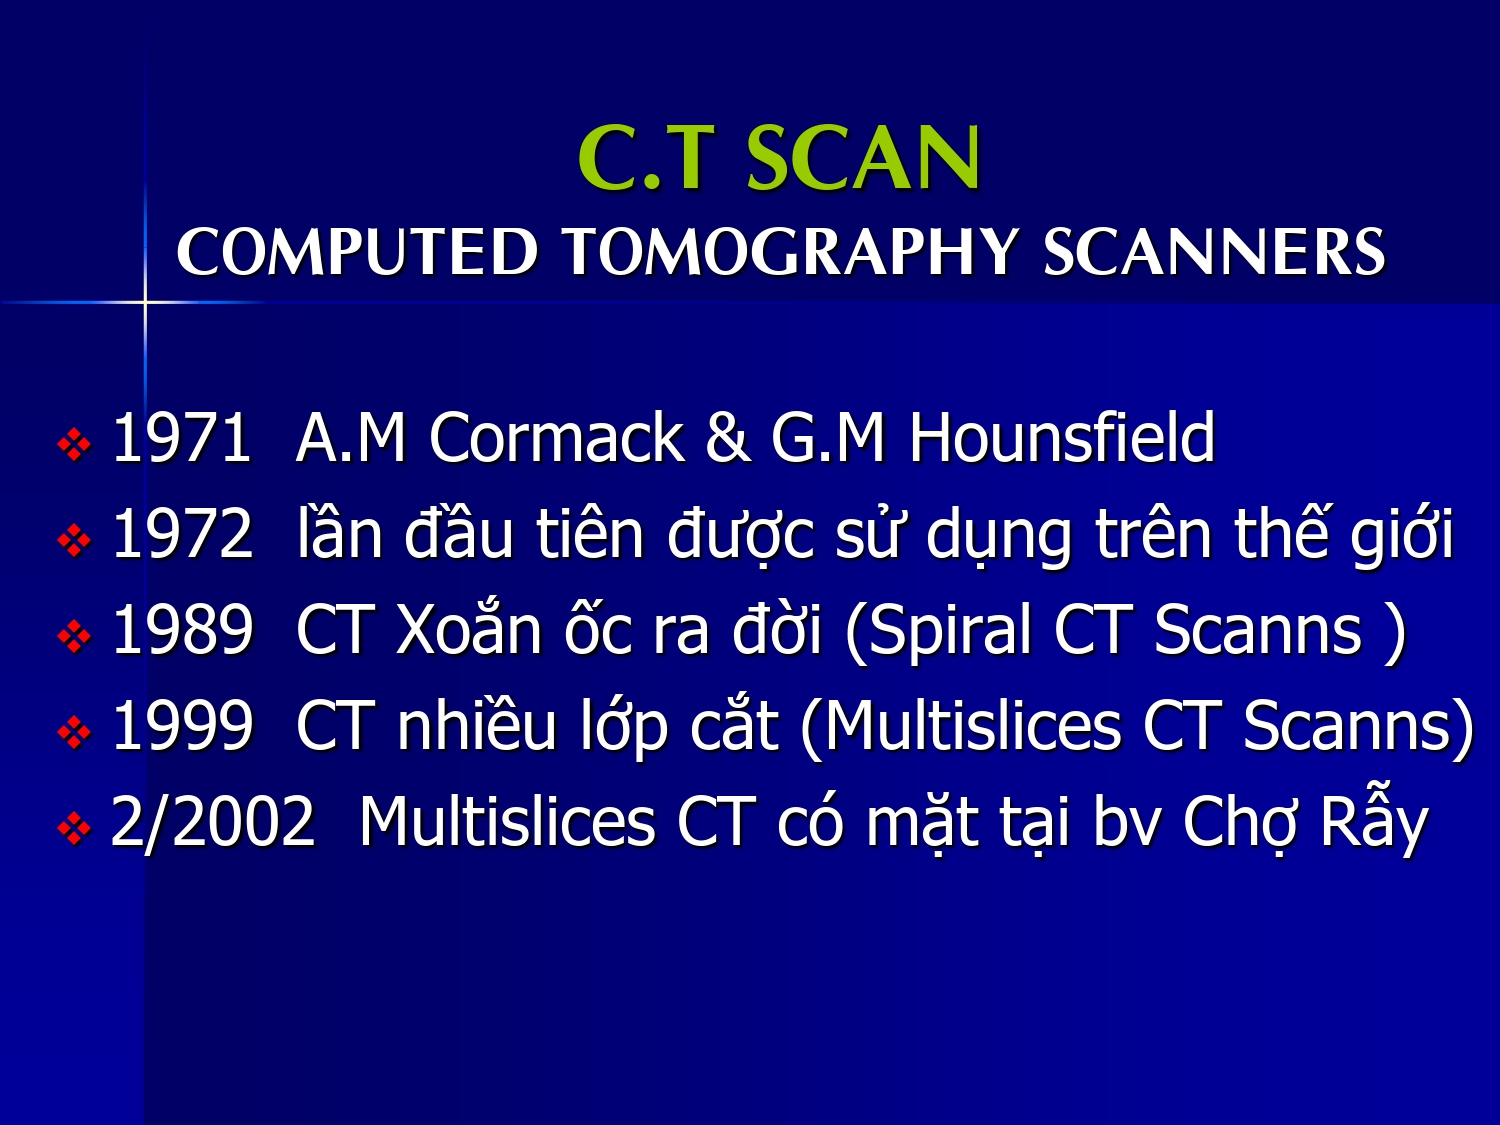 C.T SCAN
COMPUTED TOMOGRAPHY SCANNERS
1971 A.M Cormack & G.M Hounsfield
1972 lần đầu tiên được sử dụng trên thế giới
1989 CT Xoắn ốc ra đời (Spiral CT Scanns )
1999 CT nhiều lớp cắt (Multislices CT Scanns)
2/2002 Multislices CT có mặt tại bv Chợ Rẫy